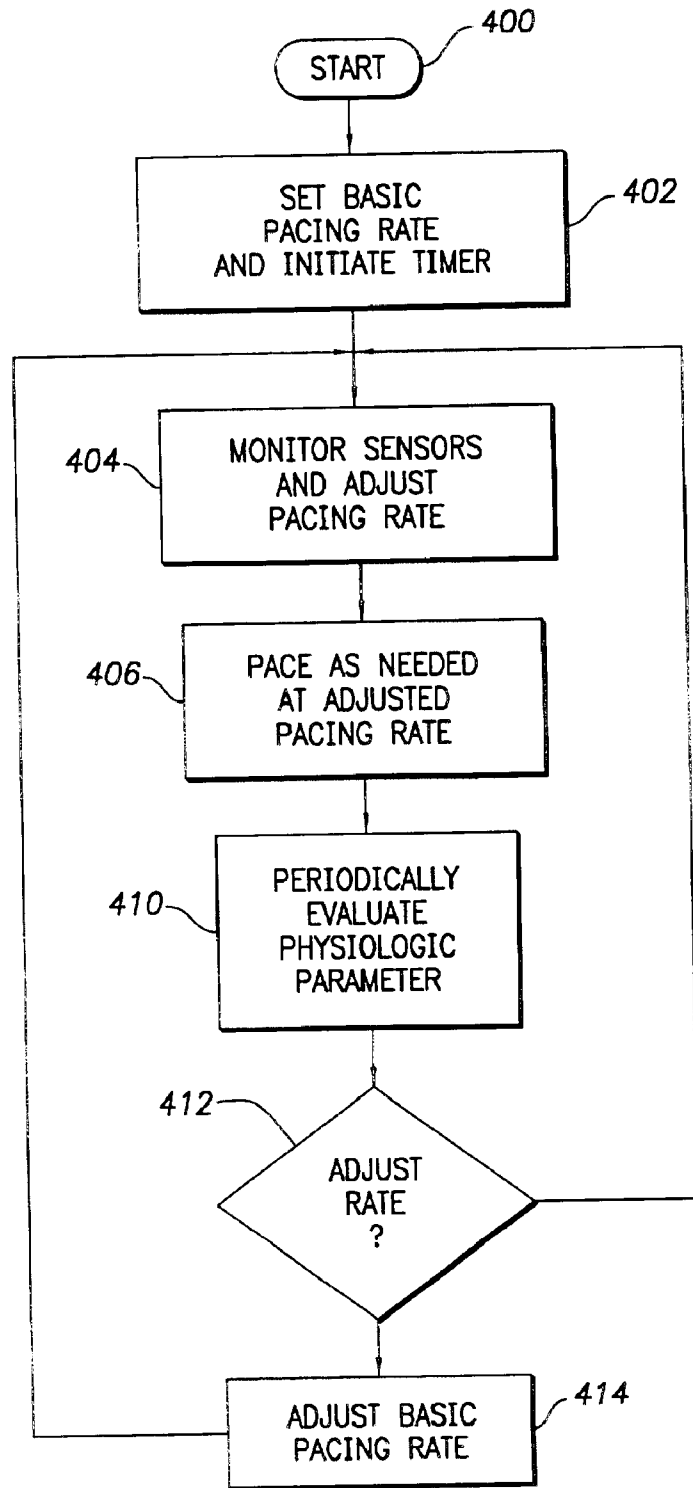 400
START
SET BASIC
PACING RATE
AND INITIATE TIMER
402
404
MONITOR SENSORS
AND ADJUST
PACING RATE
406
PACE AS NEEDED
AT ADJUSTED
PACING RATE
410
PERIODICALLY
EVALUATE
PHYSIOLOGIC
PARAMETER
412
ADJUST
RATE
?
ADJUST BASIC
PACING RATE
414